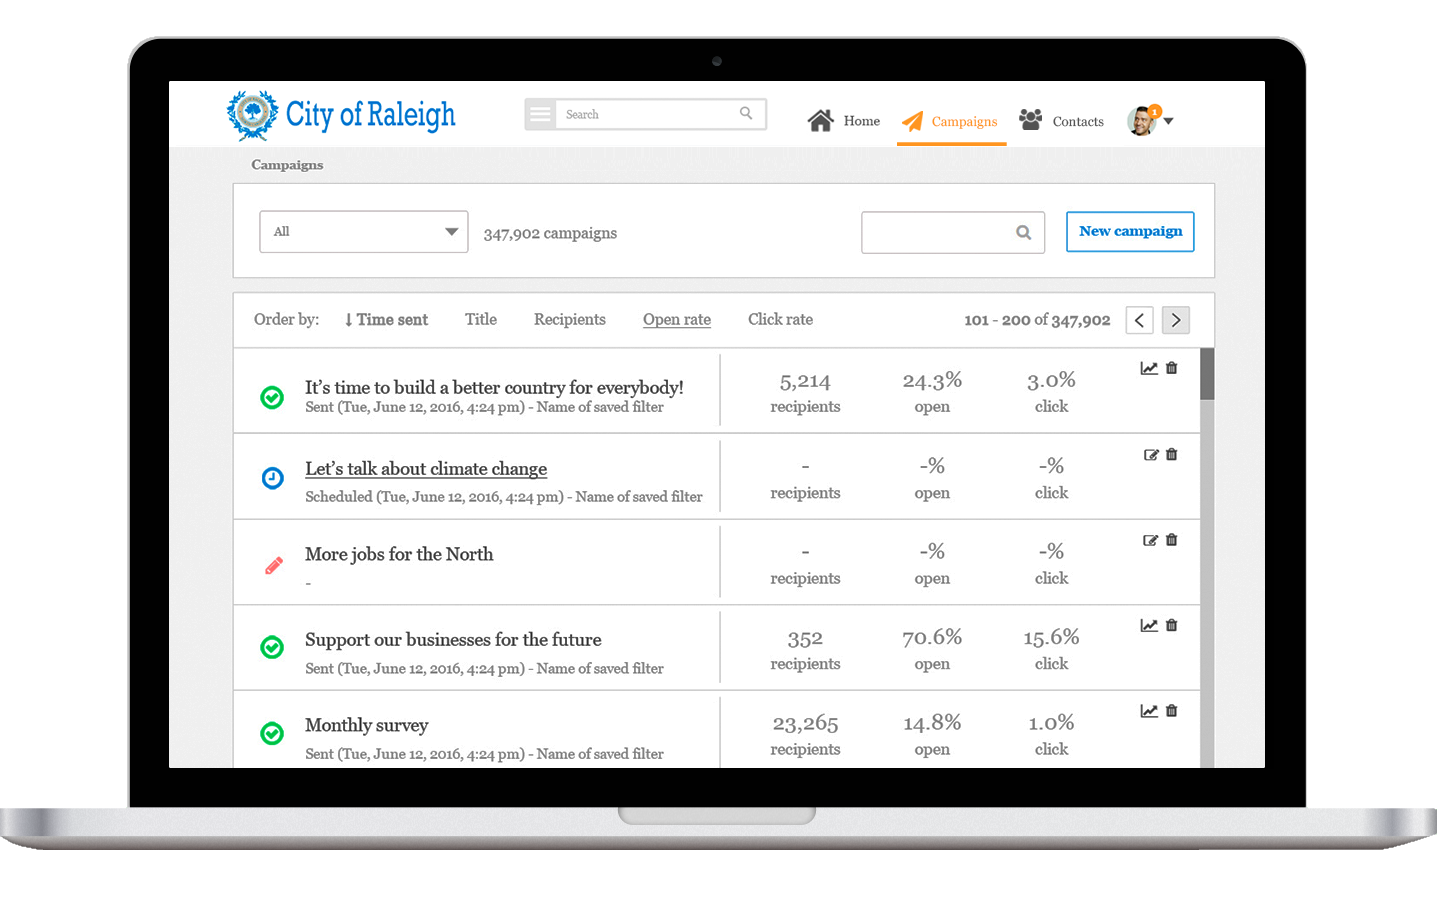 City of Raleigh
Search
Home
Campaigns
Contacts
1
Campaigns
All
347,902 campaigns
New campaign
Order by:
↓ Time sent
Title
Recipients
Open rate
Click rate
101 - 200 of 347,902
It's time to build a better country for everybody!
Sent (Tue, June 12, 2016, 4:24 pm) - Name of saved filter
5,214
recipients
24.3%
open
3.0%
click
Let's talk about climate change
Scheduled (Tue, June 12, 2016, 4:24 pm) - Name of saved filter
-
recipients
-%
open
-%
click
More jobs for the North
-
-
recipients
-%
open
-%
click
Support our businesses for the future
Sent (Tue, June 12, 2016, 4:24 pm) - Name of saved filter
352
recipients
70.6%
open
15.6%
click
Monthly survey
Sent (Tue, June 12, 2016, 4:24 pm) - Name of saved filter
23,265
recipients
14.8%
open
1.0%
click